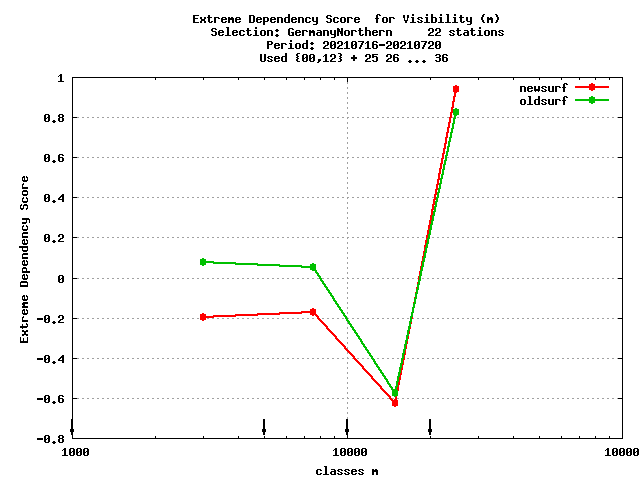 Extreme Dependency Score  for Visibility (m)
Selection: GermanyNorthern     22 stations
Period: 20210716-20210720
Used {00,12} + 25 26 ... 36
newsurf
oldsurf
1
0.8
0.6
0.4
0.2
0
-0.2
-0.4
-0.6
-0.8
Extreme Dependency Score
1000
10000
10000
classes m